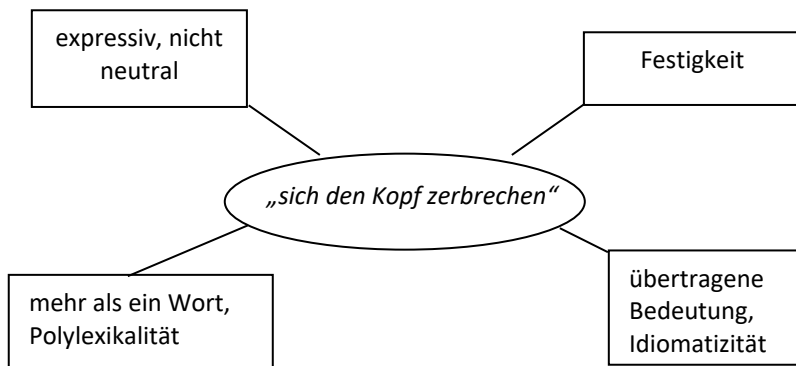 expressiv, nicht
neutral
Festigkeit
„sich den Kopf zerbrechen“
mehr als ein Wort,
Polylexikalität
übertragene
Bedeutung,
Idiomatizität